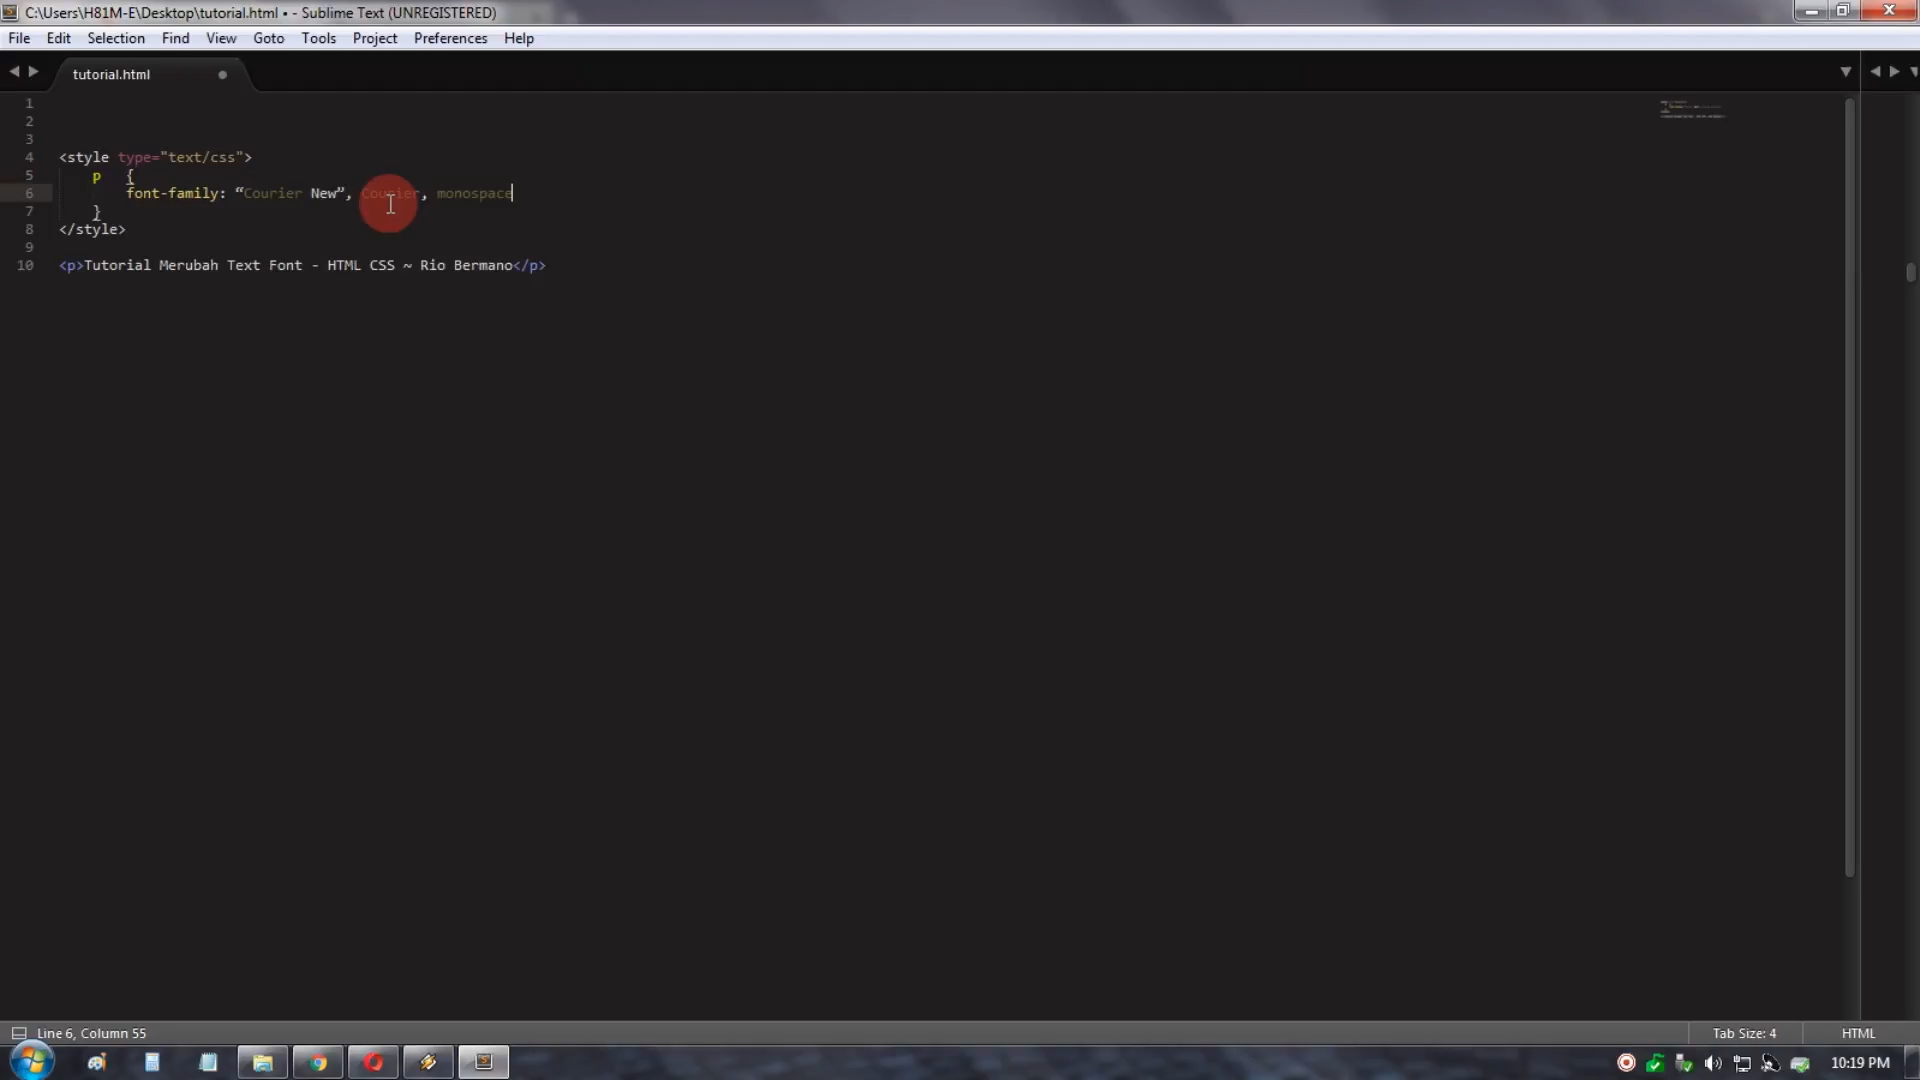 C:\Users\H81M-E\Desktop\tutorial.html • - Sublime Text (UNREGISTERED)
File Edit Selection Find View Goto Tools Project Preferences Help
tutorial.html
1
2
3
4 <style type="text/css">
5 p {
6 font-family: “Courier New”, Courier, monospace
7 }
8 </style>
9
10 <p>Tutorial Merubah Text Font - HTML CSS ~ Rio Bermano</p>
Line 6, Column 55 Tab Size: 4 HTML
10:19 PM